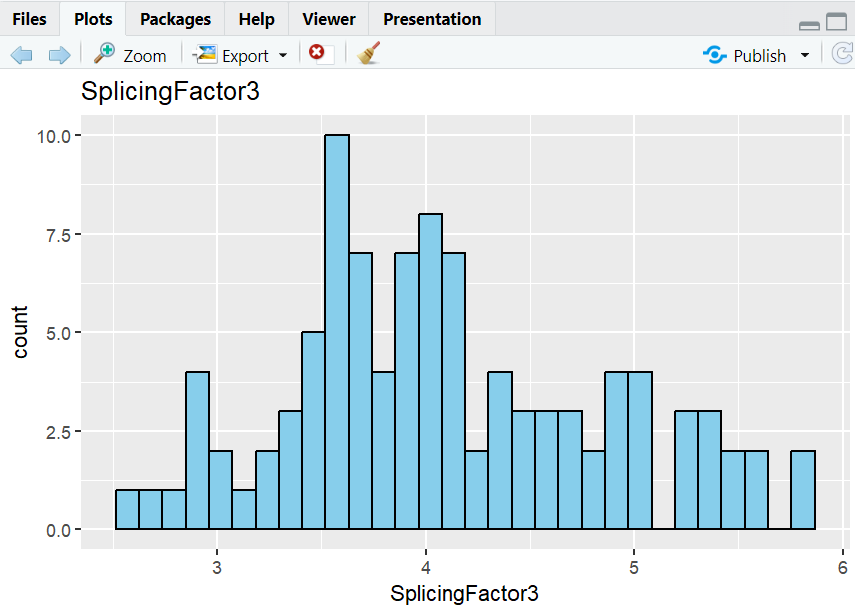 Files Plots Packages Help Viewer Presentation
Zoom Export Publish
SplicingFactor3
10.0
7.5
5.0
2.5
0.0
count
3 4 5 6
SplicingFactor3